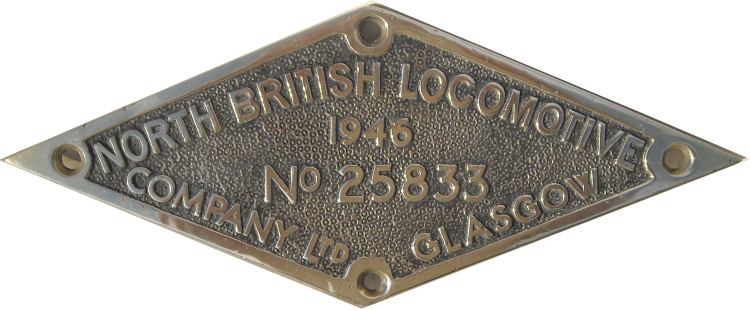 NORTH BRITISH LOCOMOTIVE
1946
No 25833
COMPANY LTD GLASGOW